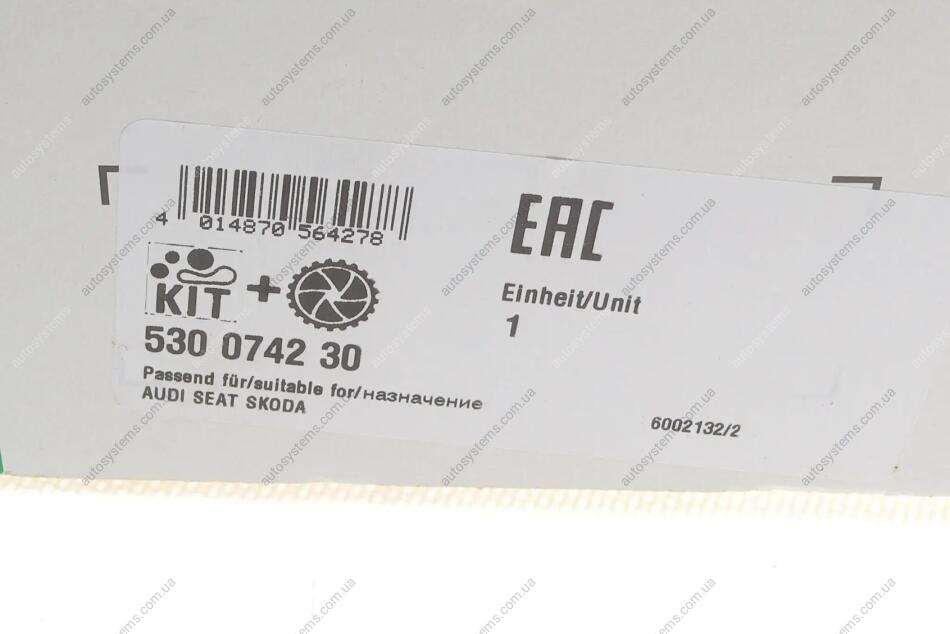 4 014870 564278
EAC
KIT +
Einheit/Unit
1
530 0742 30
Passend für/suitable for/назначение
AUDI SEAT SKODA
6002132/2
autosystems.com.ua